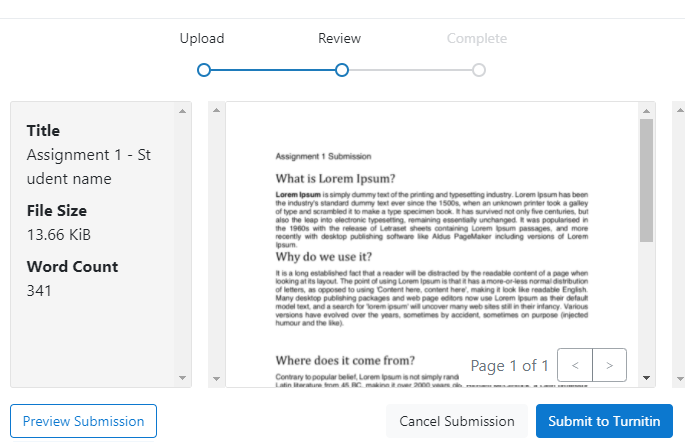 Upload
Review
Complete
Title
Assignment 1 - St
udent name
File Size
13.66 KiB
Word Count
341
Assignment 1 Submission
What is Lorem Ipsum?
Lorem Ipsum is simply dummy text of the printing and typesetting industry. Lorem Ipsum has been
the industry's standard dummy text ever since the 1500s, when an unknown printer took a galley
of type and scrambled it to make a type specimen book. It has survived not only five centuries, but
also the leap into electronic typesetting, remaining essentially unchanged. It was popularised in
the 1960s with the release of Letraset sheets containing Lorem Ipsum passages, and more
recently with desktop publishing software like Aldus PageMaker including versions of Lorem
Ipsum.
Why do we use it?
It is a long established fact that a reader will be distracted by the readable content of a page when
looking at its layout. The point of using Lorem Ipsum is that it has a more-or-less normal distribution
of letters, as opposed to using 'Content here, content here', making it look like readable English.
Many desktop publishing packages and web page editors now use Lorem Ipsum as their default
model text, and a search for 'lorem ipsum' will uncover many web sites still in their infancy. Various
versions have evolved over the years, sometimes by accident, sometimes on purpose (injected
humour and the like).
Where does it come from?
Contrary to popular belief, Lorem Ipsum is not simply rand
Latin literature from 45 BC, making it over 2000 years
Page 1 of 1
< >
Preview Submission
Cancel Submission
Submit to Turnitin